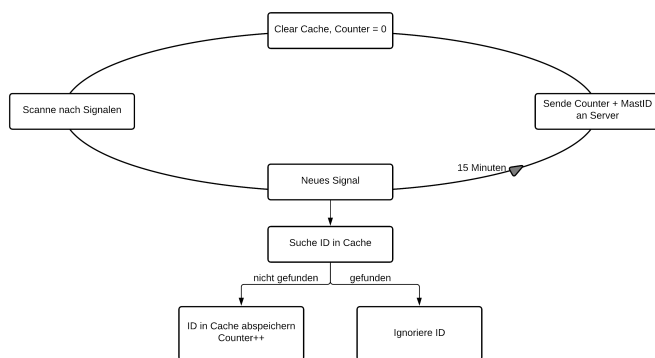 Clear Cache, Counter = 0
Scanne nach Signalen
Sende Counter + MastID
an Server
15 Minuten
Neues Signal
Suche ID in Cache
nicht gefunden
gefunden
ID in Cache abspeichern
Counter++
Ignoriere ID